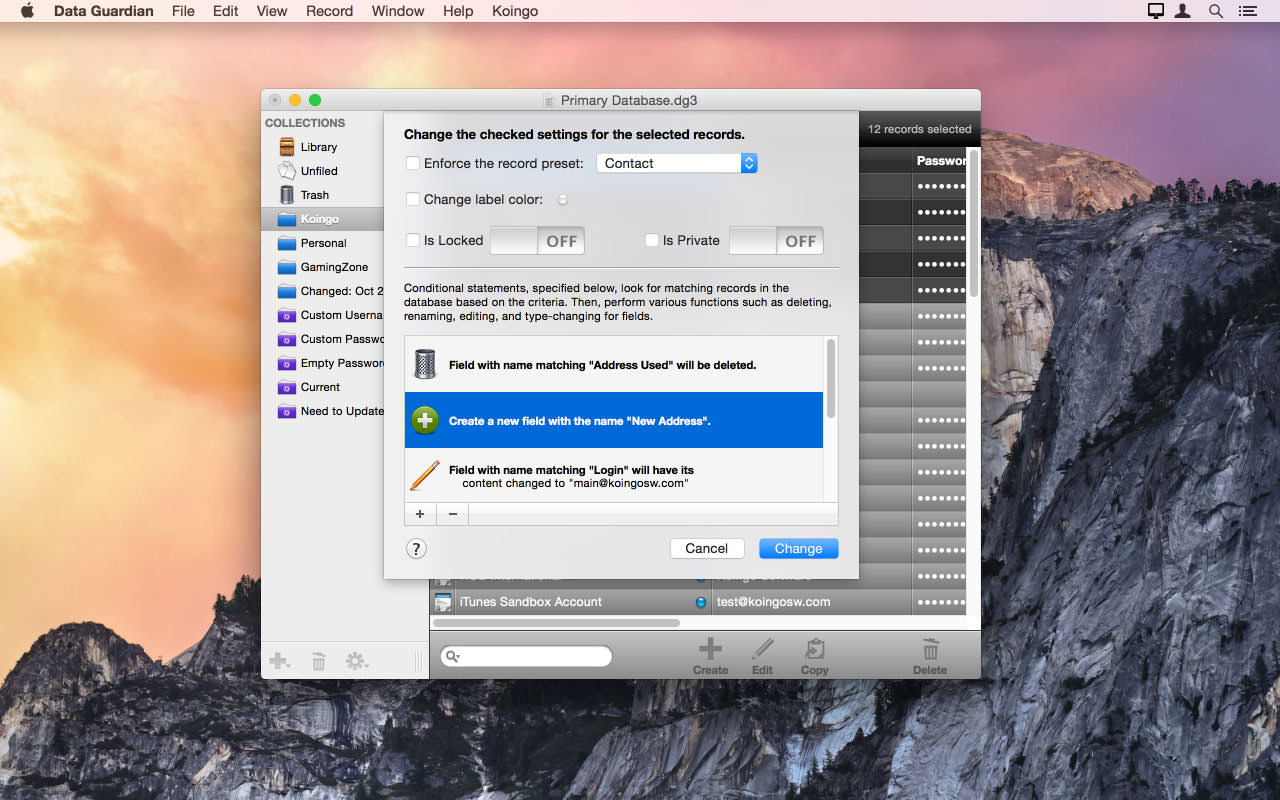 Data Guardian File Edit View Record Window Help Koingo
Primary Database.dg3
COLLECTIONS
Library
Unfiled
Trash
Koingo
Personal
GamingZone
Changed: Oct 2
Custom Userna
Custom Passwo
Empty Passwor
Current
Need to Update
Change the checked settings for the selected records.
Enforce the record preset: Contact
Change label color:
Is Locked OFF Is Private OFF
Conditional statements, specified below, look for matching records in the
database based on the criteria. Then, perform various functions such as deleting,
renaming, editing, and type-changing for fields.
Field with name matching "Address Used" will be deleted.
Create a new field with the name "New Address".
Field with name matching "Login" will have its
content changed to "main@koingosw.com"
+ −
? Cancel Change
12 records selected
Passwor
iTunes Sandbox Account test@koingosw.com
Create Edit Copy Delete